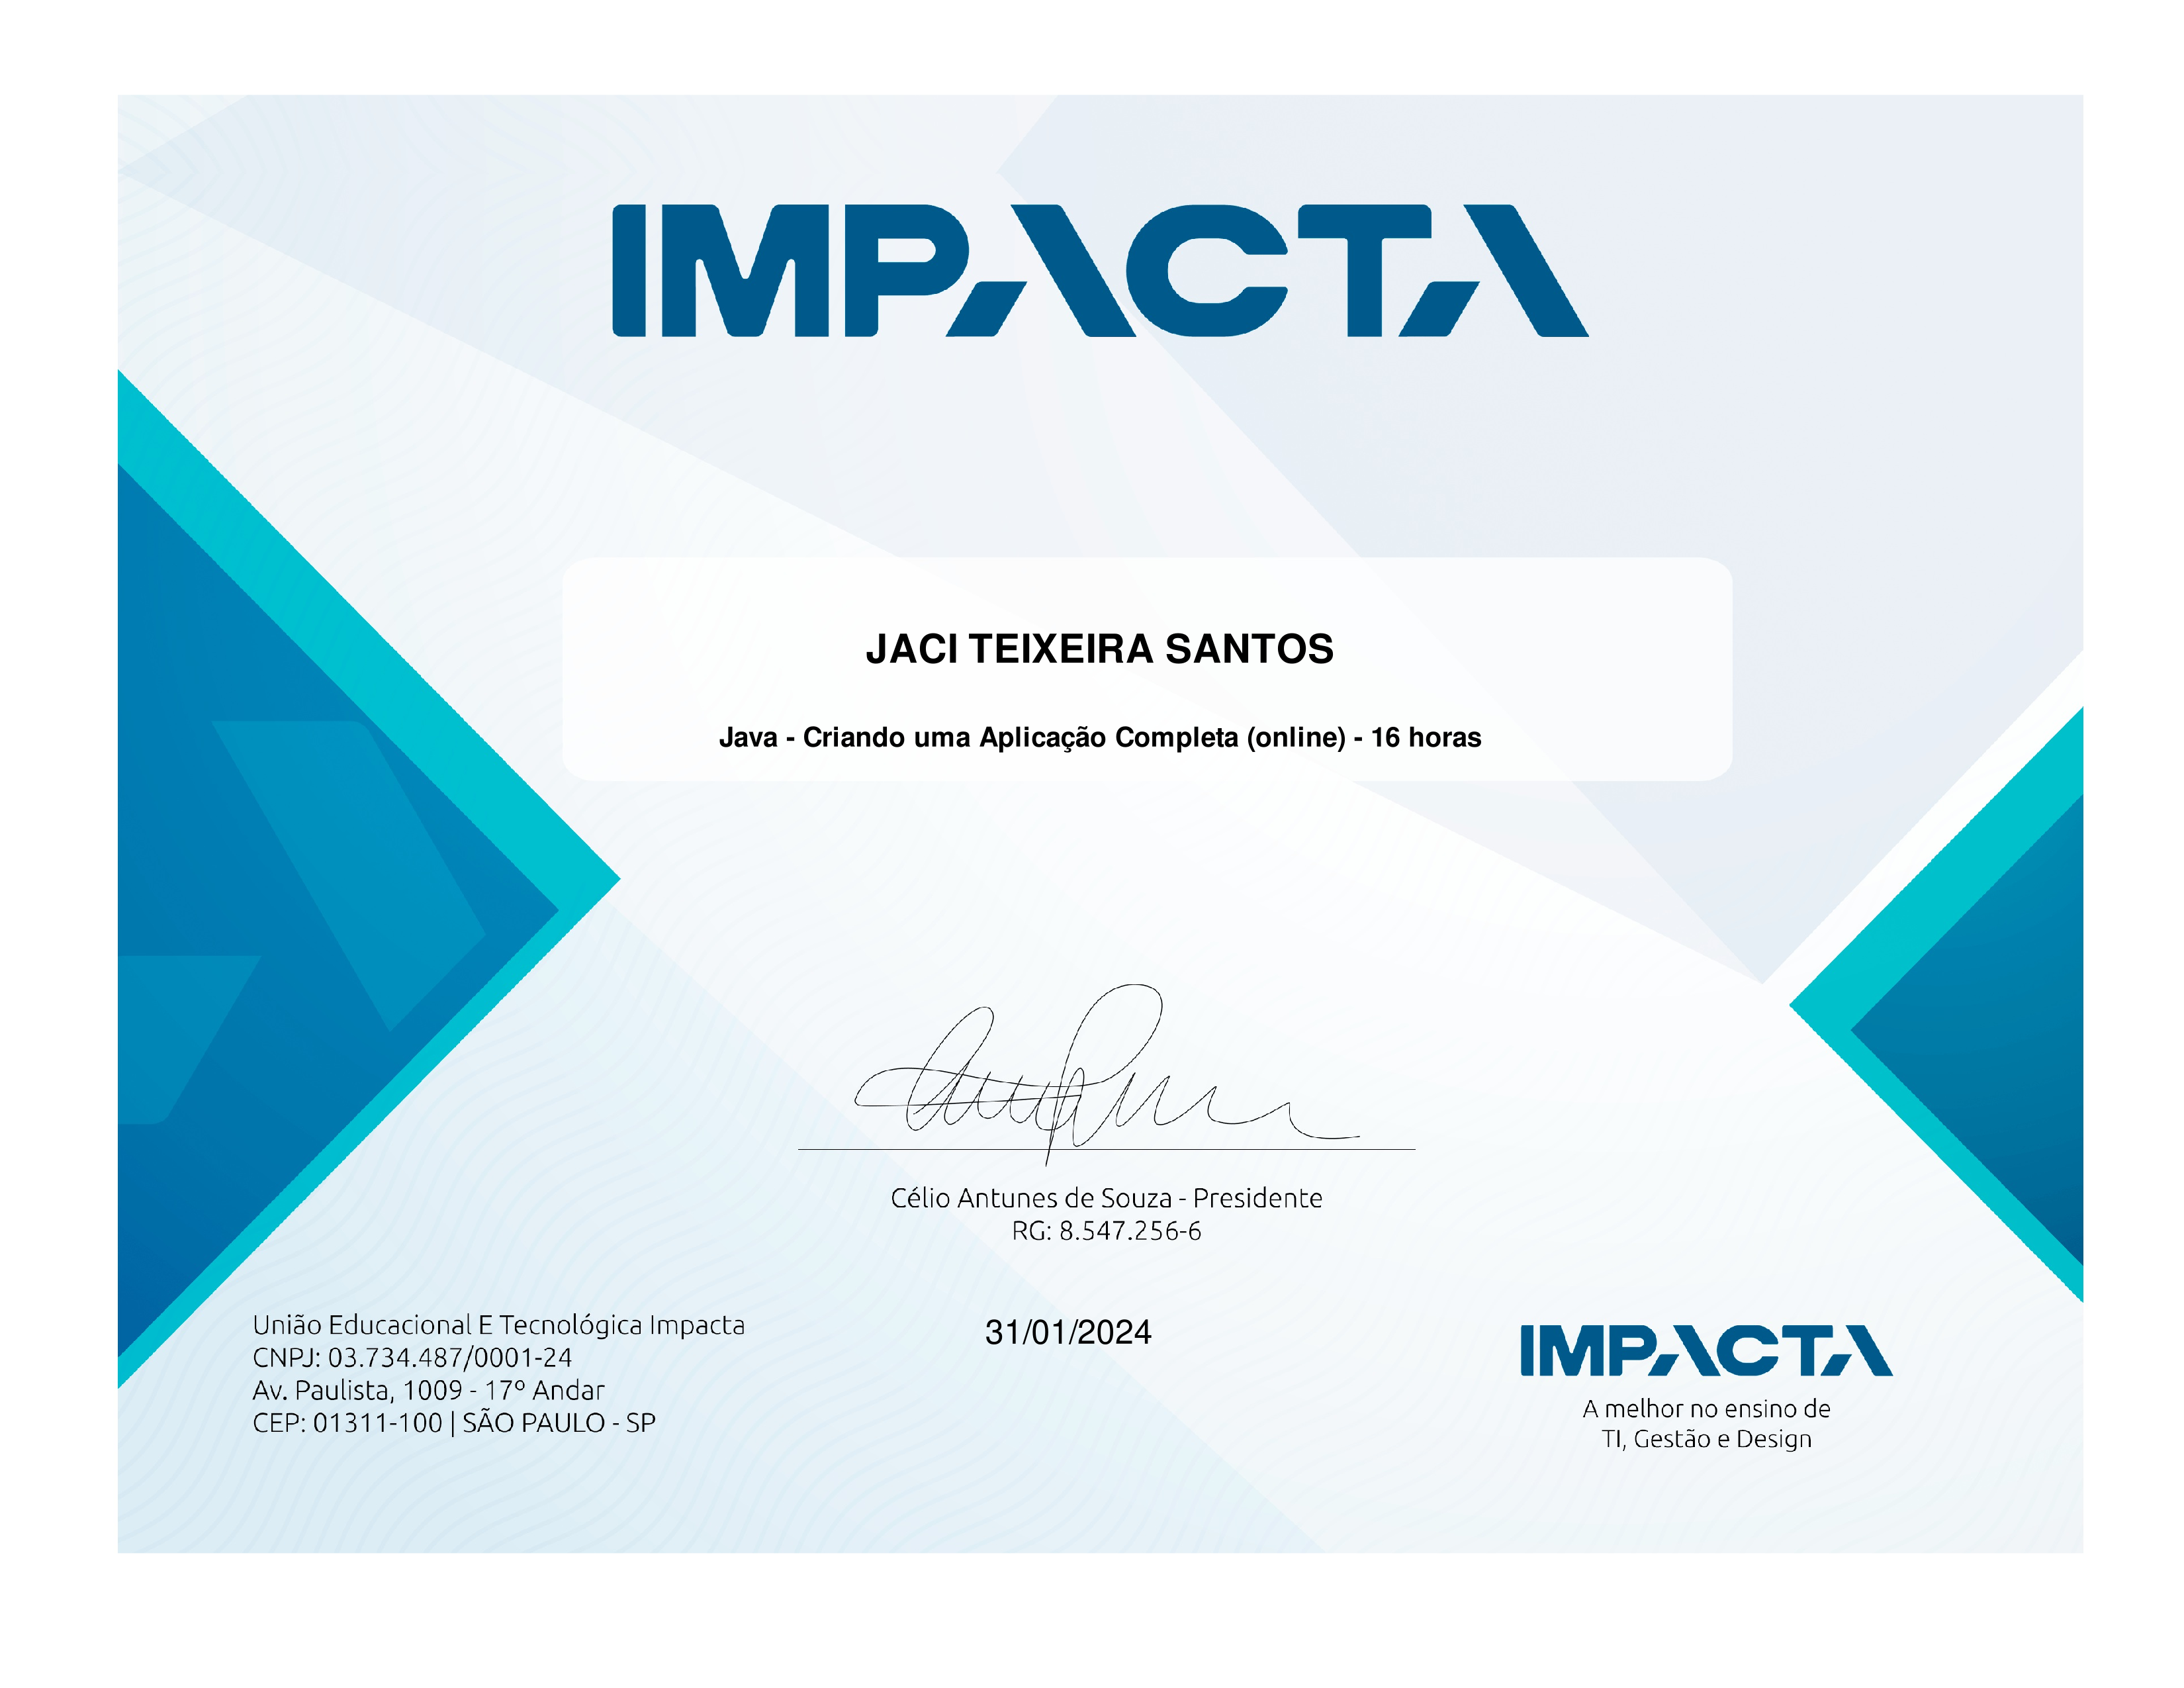 IMPACTA
JACI TEIXEIRA SANTOS
Java - Criando uma Aplicação Completa (online) - 16 horas
Célio Antunes de Souza - Presidente
RG: 8.547.256-6
União Educacional E Tecnológica Impacta
CNPJ: 03.734.487/0001-24
Av. Paulista, 1009 - 17º Andar
CEP: 01311-100 | SÃO PAULO - SP
31/01/2024
IMPACTA
A melhor no ensino de
TI, Gestão e Design